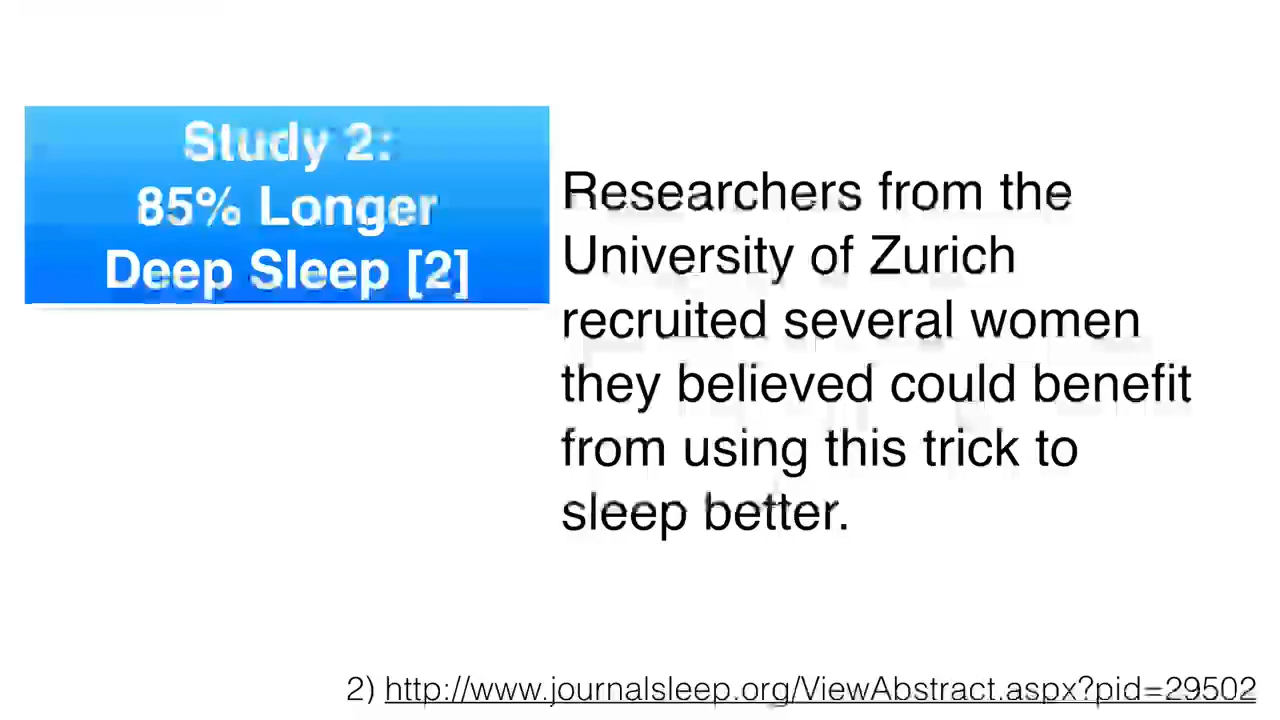 Study 2:
85% Longer
Deep Sleep [2]
Researchers from the
University of Zurich
recruited several women
they believed could benefit
from using this trick to
sleep better.
2) http://www.journalsleep.org/ViewAbstract.aspx?pid=29502